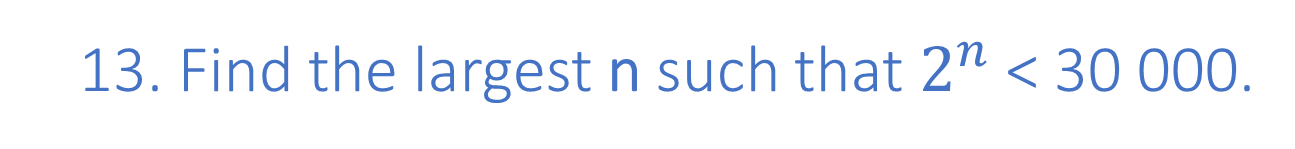 13. Find the largest n such that 2ⁿ < 30 000.